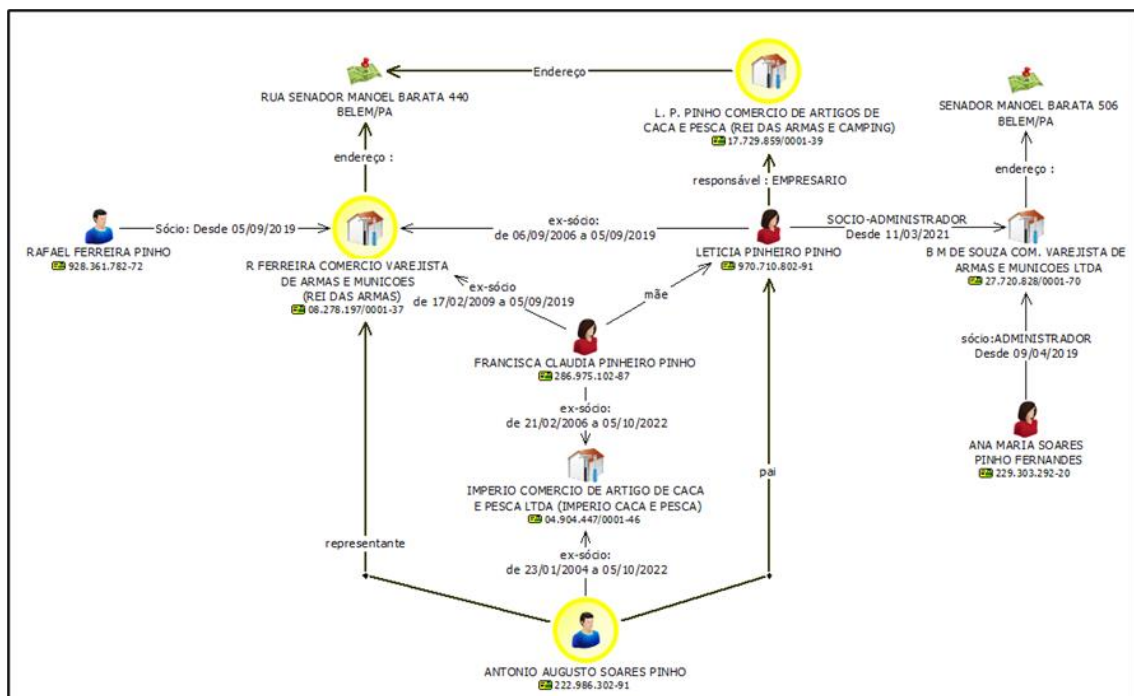 Endereço
RUA SENADOR MANOEL BARATA 440
BELEM/PA
L. P. PINHO COMERCIO DE ARTIGOS DE
CACA E PESCA (REI DAS ARMAS E CAMPING)
17.729.859/0001-39
SENADOR MANOEL BARATA 506
BELEM/PA
endereço :
responsável : EMPRESARIO
endereço :
Sócio: Desde 05/09/2019
ex-sócio:
de 06/09/2006 a 05/09/2019
SOCIO-ADMINISTRADOR
Desde 11/03/2021
RAFAEL FERREIRA PINHO
928.361.782-72
R FERREIRA COMERCIO VAREJISTA
DE ARMAS E MUNICOES
(REI DAS ARMAS)
08.278.197/0001-37
LETICIA PINHEIRO PINHO
970.710.802-91
B M DE SOUZA COM. VAREJISTA DE
ARMAS E MUNICOES LTDA
27.720.828/0001-70
ex-sócio
de 17/02/2009 a 05/09/2019
mãe
sócio:ADMINISTRADOR
Desde 09/04/2019
FRANCISCA CLAUDIA PINHEIRO PINHO
286.975.102-87
ex-sócio:
de 21/02/2006 a 05/10/2022
ANA MARIA SOARES
PINHO FERNANDES
229.303.292-20
pai
IMPERIO COMERCIO DE ARTIGO DE CACA
E PESCA LTDA (IMPERIO CACA E PESCA)
04.904.447/0001-46
representante
ex-sócio:
de 23/01/2004 a 05/10/2022
ANTONIO AUGUSTO SOARES PINHO
222.986.302-91